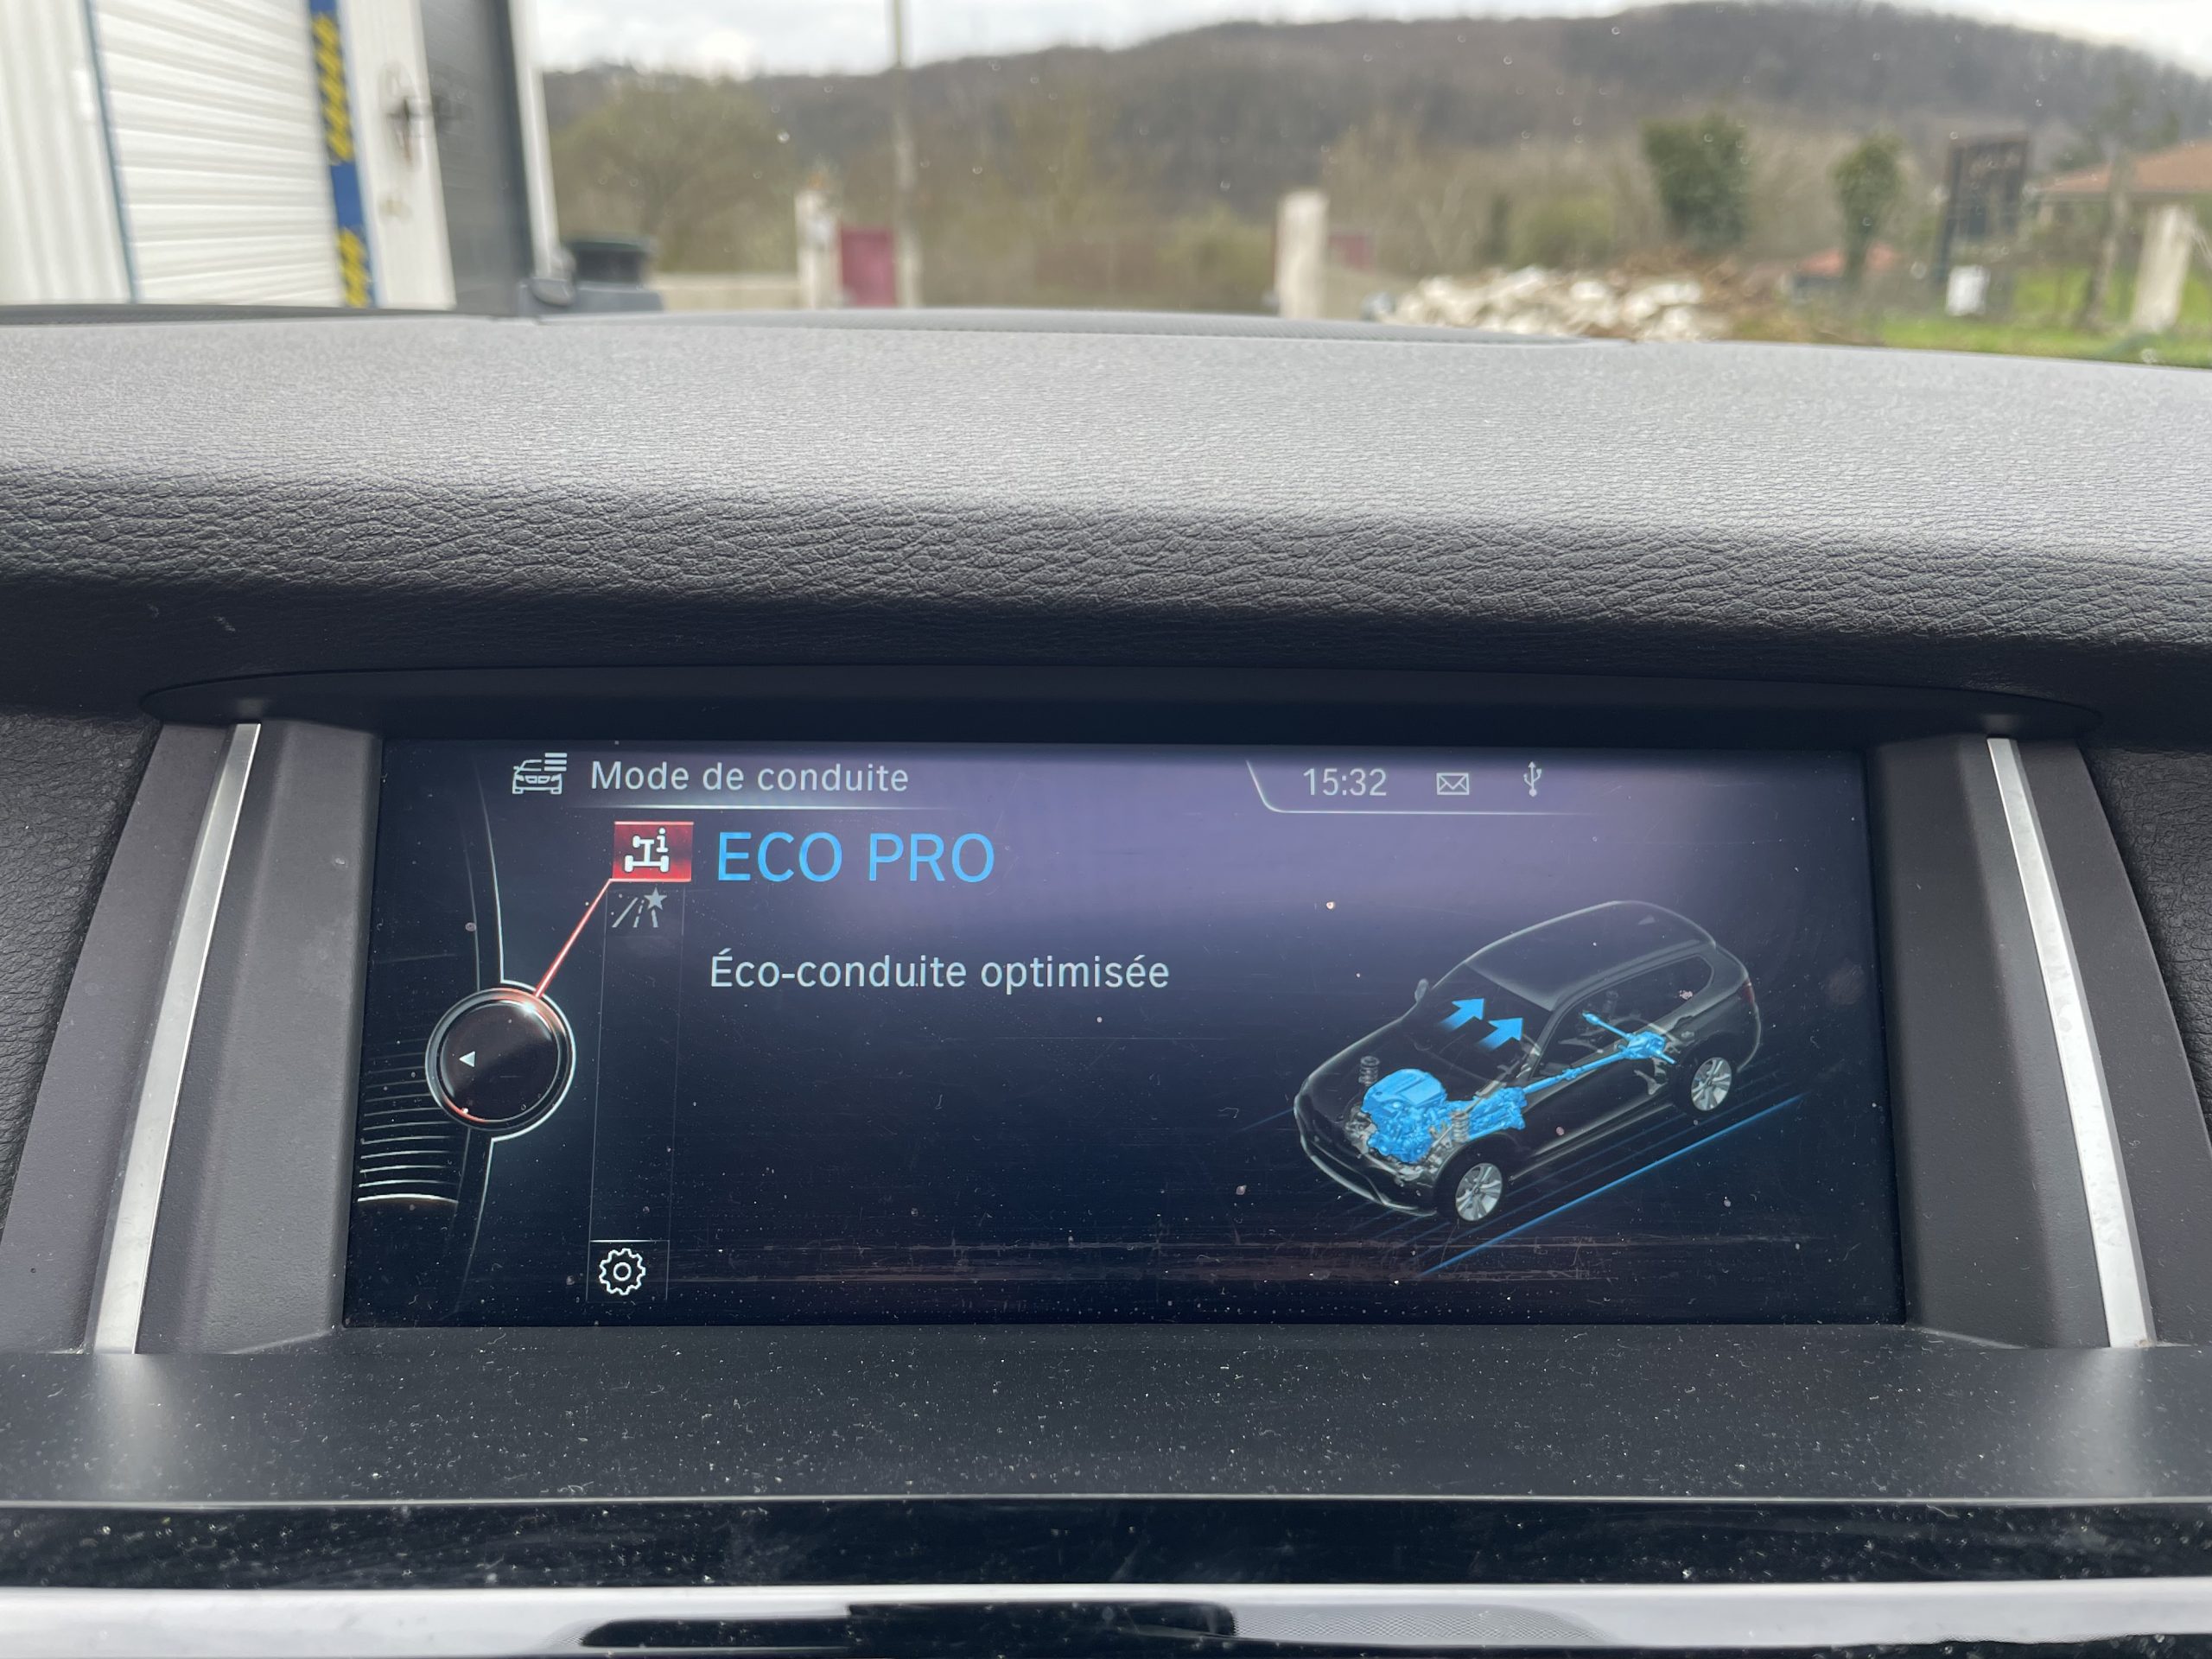 Mode de conduite
15:32
ECO PRO
Éco-conduite optimisée